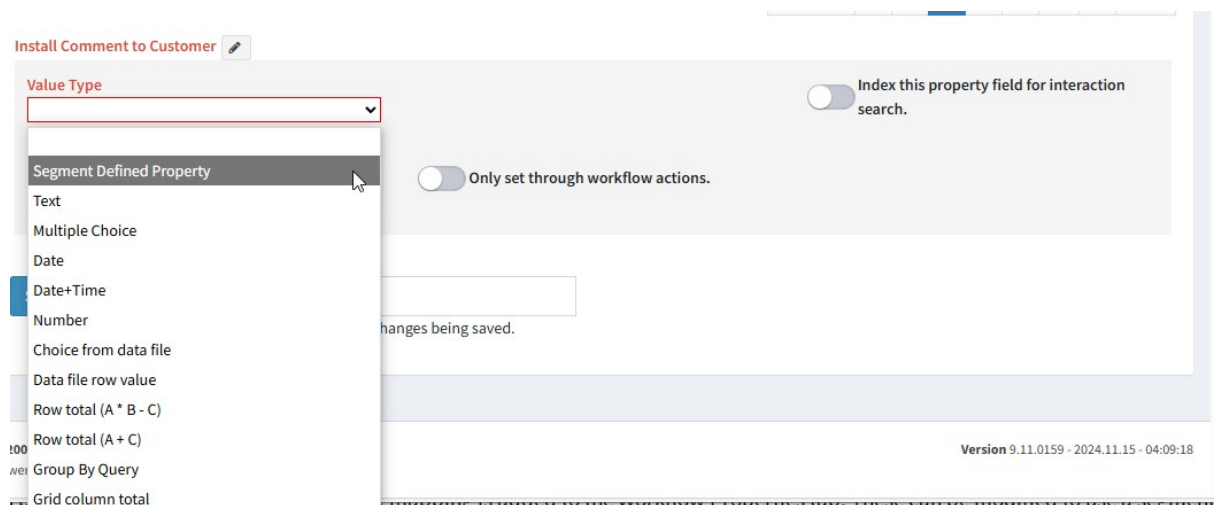 Install Comment to Customer
Value Type
Index this property field for interaction
search.
Segment Defined Property
Only set through workflow actions.
Text
Multiple Choice
Date
Date+Time
Number
hanges being saved.
Choice from data file
Data file row value
Row total (A * B - C)
Row total (A + C)
200
Version 9.11.0159 - 2024.11.15 - 04:09:18
wer
Group By Query
Grid column total